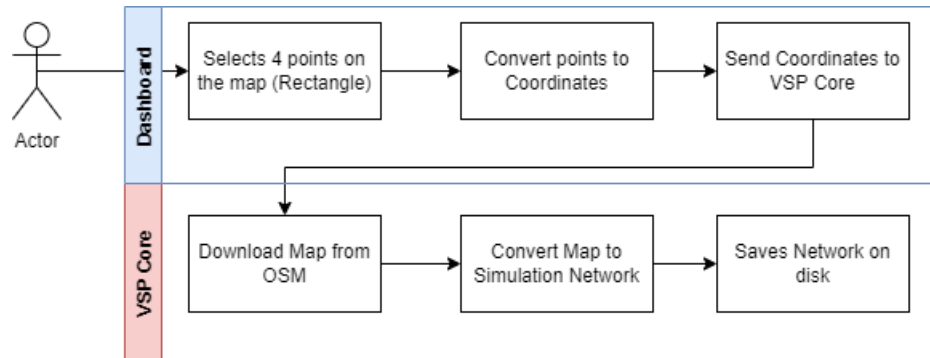 Actor
Dashboard
Selects 4 points on
the map (Rectangle)
Convert points to
Coordinates
Send Coordinates to
VSP Core
VSP Core
Download Map from
OSM
Convert Map to
Simulation Network
Saves Network on
disk